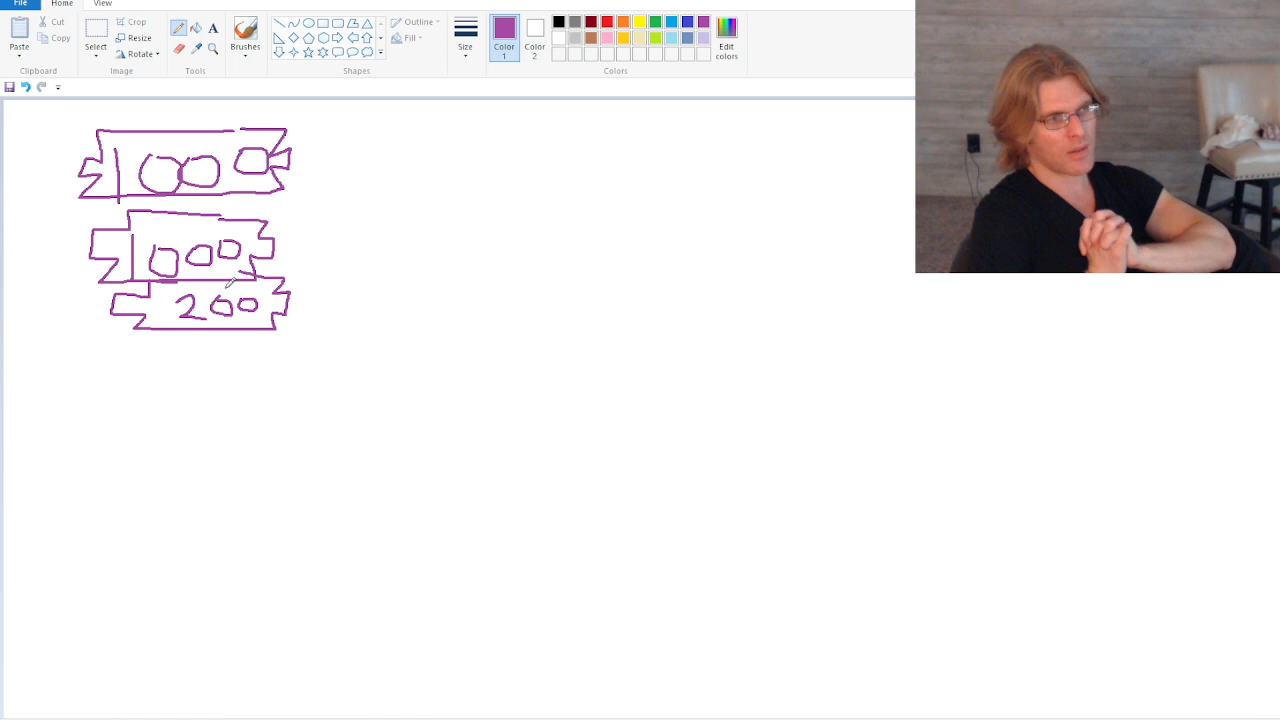 File Home View
Paste Cut Copy Select Crop Resize Rotate A Brushes Outline Fill Size Color 1 Color 2 Edit colors
Clipboard Image Tools Shapes Colors
1000
1000
200